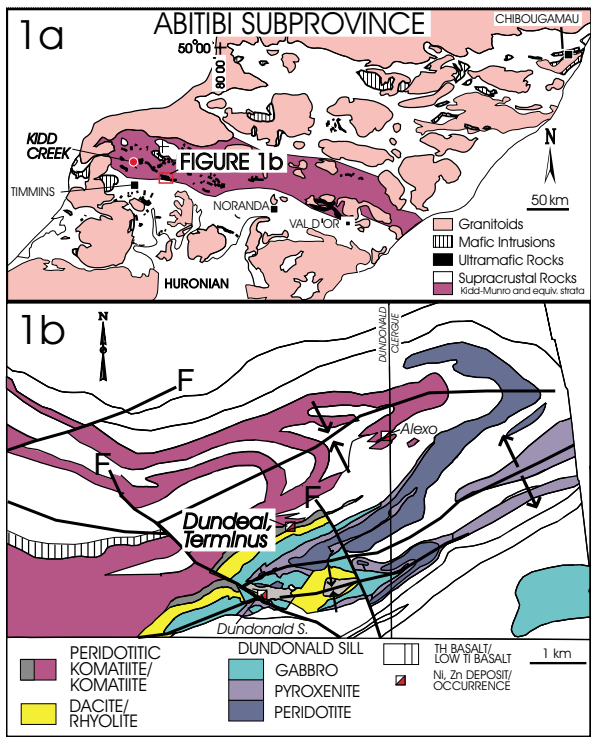 1a
ABITIBI SUBPROVINCE
CHIBOUGAMAU
50°00'
80 00'
KIDD
CREEK
FIGURE 1b
N
TIMMINS
NORANDA
VAL D'OR
50 km
HURONIAN
Granitoids
Mafic Intrusions
Ultramafic Rocks
Supracrustal Rocks
Kidd-Munro and equiv. strata
1b
N
DUNDONALD
CLERGUE
F
Alexo
F
F
Dundeal,
Terminus
Dundonald S.
PERIDOTITIC
KOMATIITE/
KOMATIITE
DACITE/
RHYOLITE
DUNDONALD SILL
GABBRO
PYROXENITE
PERIDOTITE
TH BASALT/
LOW TI BASALT
Ni, Zn DEPOSIT/
OCCURRENCE
1 km